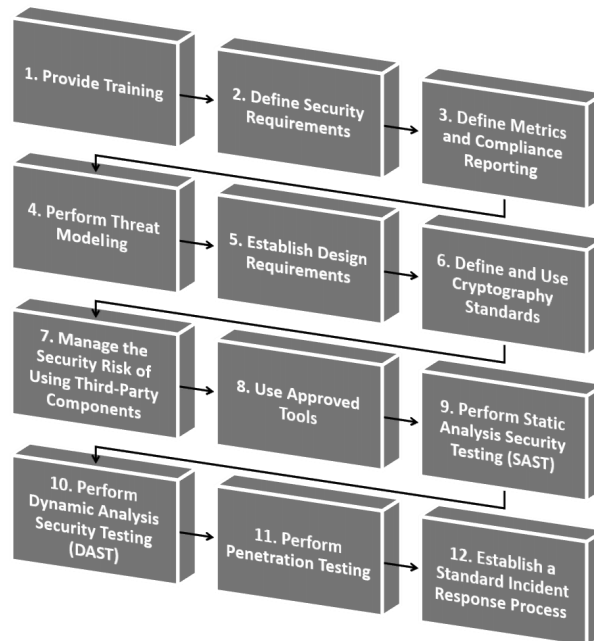 1. Provide Training
2. Define Security
Requirements
3. Define Metrics
and Compliance
Reporting
4. Perform Threat
Modeling
5. Establish Design
Requirements
6. Define and Use
Cryptography
Standards
7. Manage the
Security Risk of
Using Third-Party
Components
8. Use Approved
Tools
9. Perform Static
Analysis Security
Testing (SAST)
10. Perform
Dynamic Analysis
Security Testing
(DAST)
11. Perform
Penetration Testing
12. Establish a
Standard Incident
Response Process